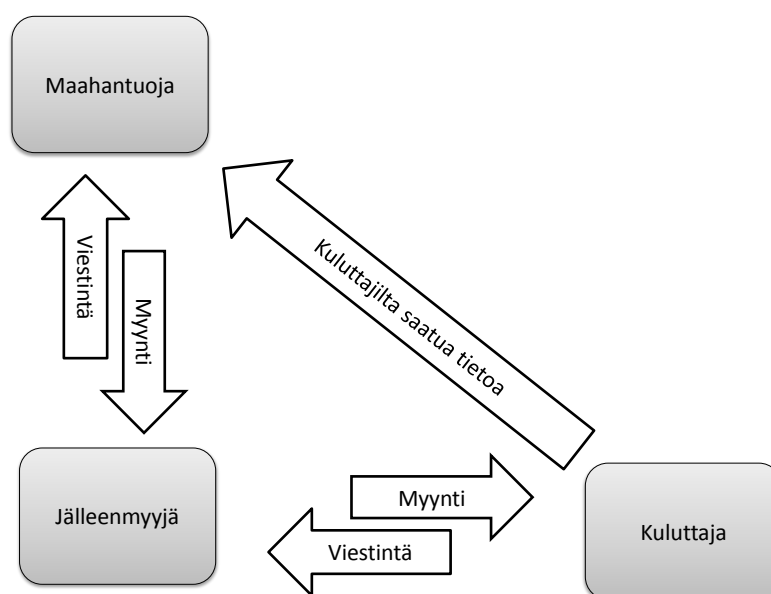 Maahantuoja
Viestintä
Myynti
Kuluttajilta saatua tietoa
Jälleenmyyjä
Myynti
Viestintä
Kuluttaja